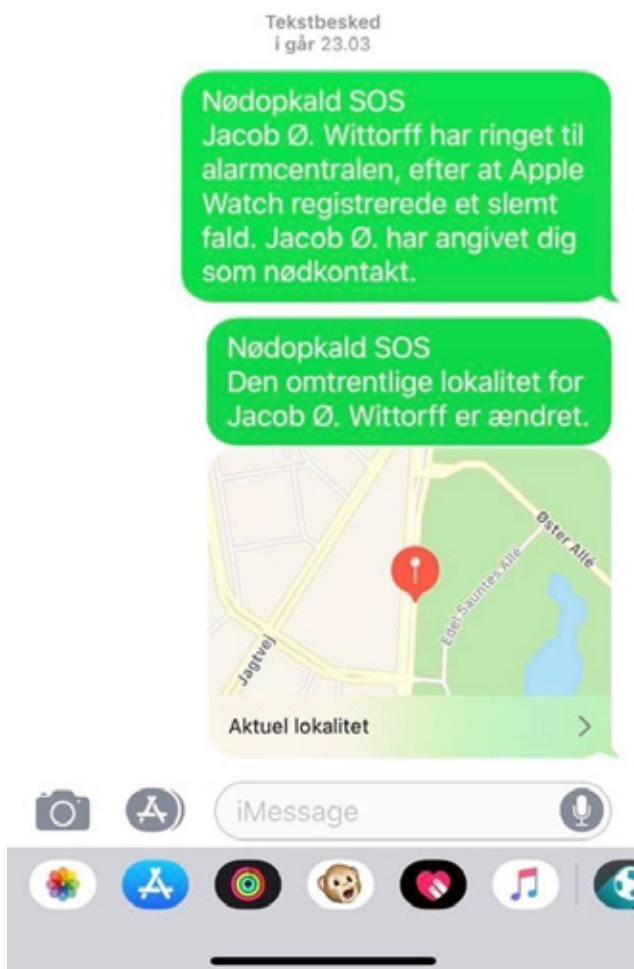 Tekstbesked
i går 23.03
Nødopkald SOS
Jacob Ø. Wittorff har ringet til
alarmcentralen, efter at Apple
Watch registrerede et slemt
fald. Jacob Ø. har angivet dig
som nødkontakt.
Nødopkald SOS
Den omtrentlige lokalitet for
Jacob Ø. Wittorff er ændret.
Øster Allé
Edel Sauntes Allé
Jagtvej
Aktuel lokalitet
iMessage